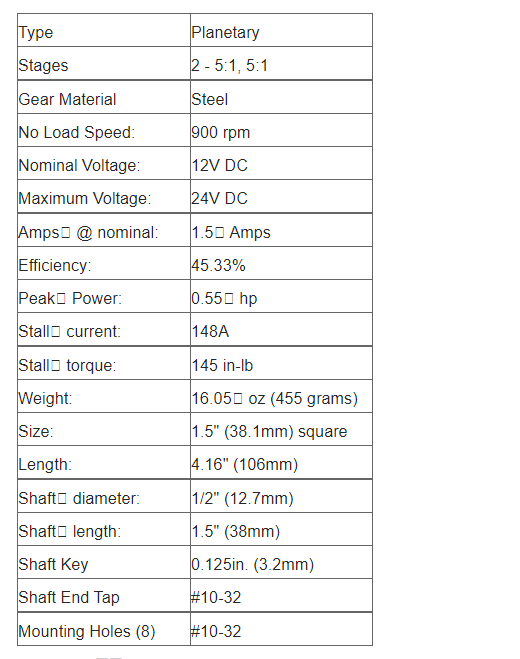 Type Planetary
Stages 2 - 5:1, 5:1
Gear Material Steel
No Load Speed: 900 rpm
Nominal Voltage: 12V DC
Maximum Voltage: 24V DC
Amps□ @ nominal: 1.5□ Amps
Efficiency: 45.33%
Peak□ Power: 0.55□ hp
Stall□ current: 148A
Stall□ torque: 145 in-lb
Weight: 16.05□ oz (455 grams)
Size: 1.5" (38.1mm) square
Length: 4.16" (106mm)
Shaft□ diameter: 1/2" (12.7mm)
Shaft□ length: 1.5" (38mm)
Shaft Key 0.125in. (3.2mm)
Shaft End Tap #10-32
Mounting Holes (8) #10-32